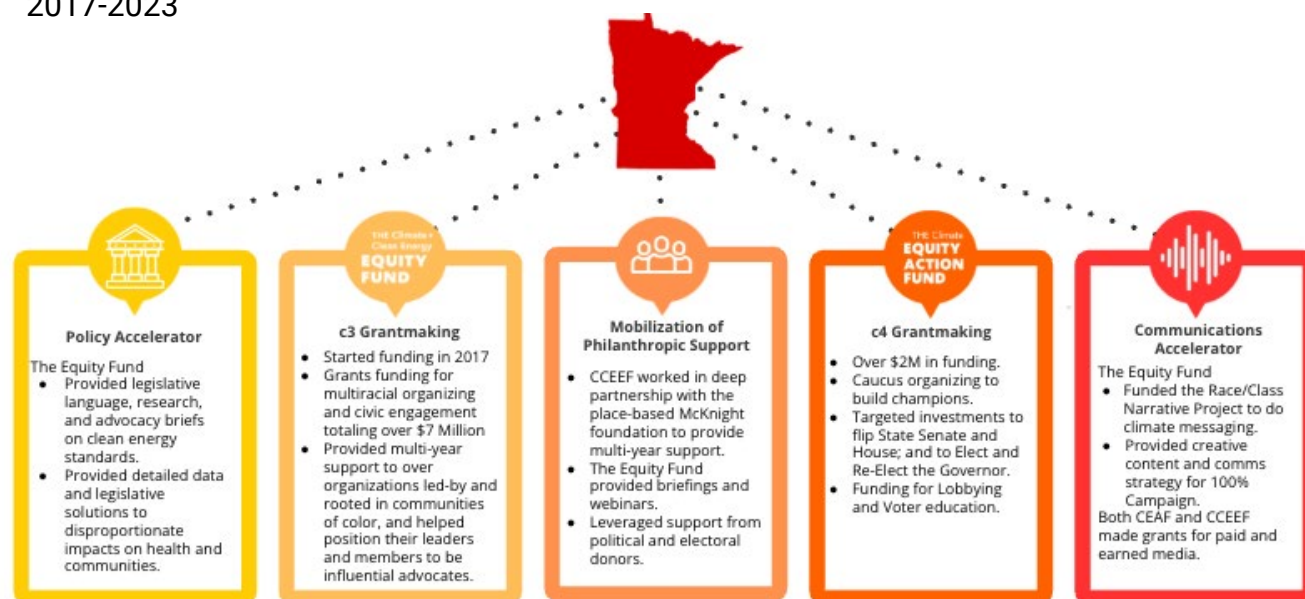 2017-2023
Policy Accelerator
The Equity Fund
● Provided legislative
language, research,
and advocacy briefs
on clean energy
standards.
● Provided detailed data
and legislative
solutions to
disproportionate
impacts on health and
communities.
THE Climate +
Clean Energy
EQUITY
FUND
c3 Grantmaking
● Started funding in 2017
● Grants funding for
multiracial organizing
and civic engagement
totaling over $7 Million
● Provided multi-year
support to over
organizations led-by and
rooted in communities
of color, and helped
position their leaders
and members to be
influential advocates.
Mobilization of
Philanthropic Support
● CCEEF worked in deep
partnership with the
place-based McKnight
foundation to provide
multi-year support.
● The Equity Fund
provided briefings and
webinars.
● Leveraged support from
political and electoral
donors.
THE Climate
EQUITY
ACTION
FUND
c4 Grantmaking
● Over $2M in funding.
● Caucus organizing to
build champions.
● Targeted investments to
flip State Senate and
House; and to Elect and
Re-Elect the Governor.
● Funding for Lobbying
and Voter education.
Communications
Accelerator
The Equity Fund
● Funded the Race/Class
Narrative Project to do
climate messaging.
● Provided creative
content and comms
strategy for 100%
Campaign.
Both CEAF and CCEEF
made grants for paid and
earned media.